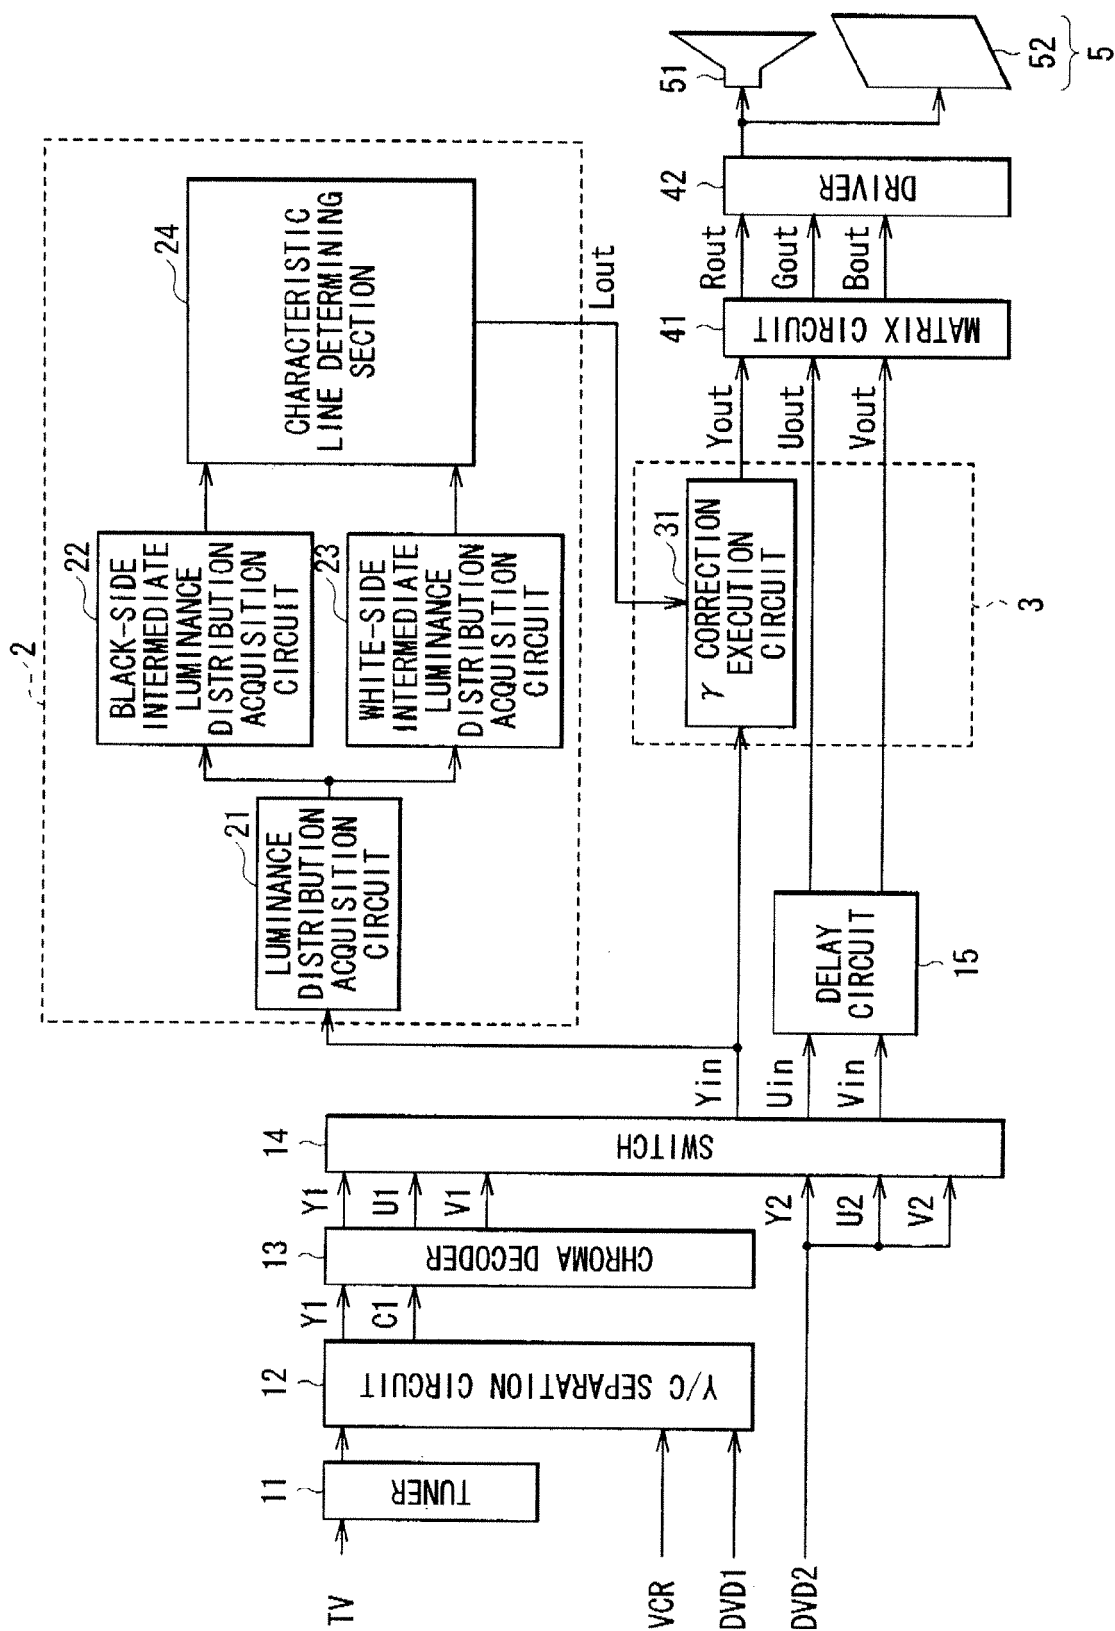 TV
VCR
DVD1
DVD2
11
TUNER
12
Y/C SEPARATION CIRCUIT
Y1
C1
13
CHROMA DECODER
Y1
U1
V1
Y2
U2
V2
14
SWITCH
Yin
Uin
Vin
15
DELAY
CIRCUIT
2
21
LUMINANCE
DISTRIBUTION
ACQUISITION
CIRCUIT
22
BLACK-SIDE
INTERMEDIATE
LUMINANCE
DISTRIBUTION
ACQUISITION
CIRCUIT
23
WHITE-SIDE
INTERMEDIATE
LUMINANCE
DISTRIBUTION
ACQUISITION
CIRCUIT
24
CHARACTERISTIC
LINE DETERMINING
SECTION
Lout
31
γ CORRECTION
EXECUTION
CIRCUIT
3
Yout
Uout
Vout
41
MATRIX CIRCUIT
Rout
Gout
Bout
42
DRIVER
51
52
5